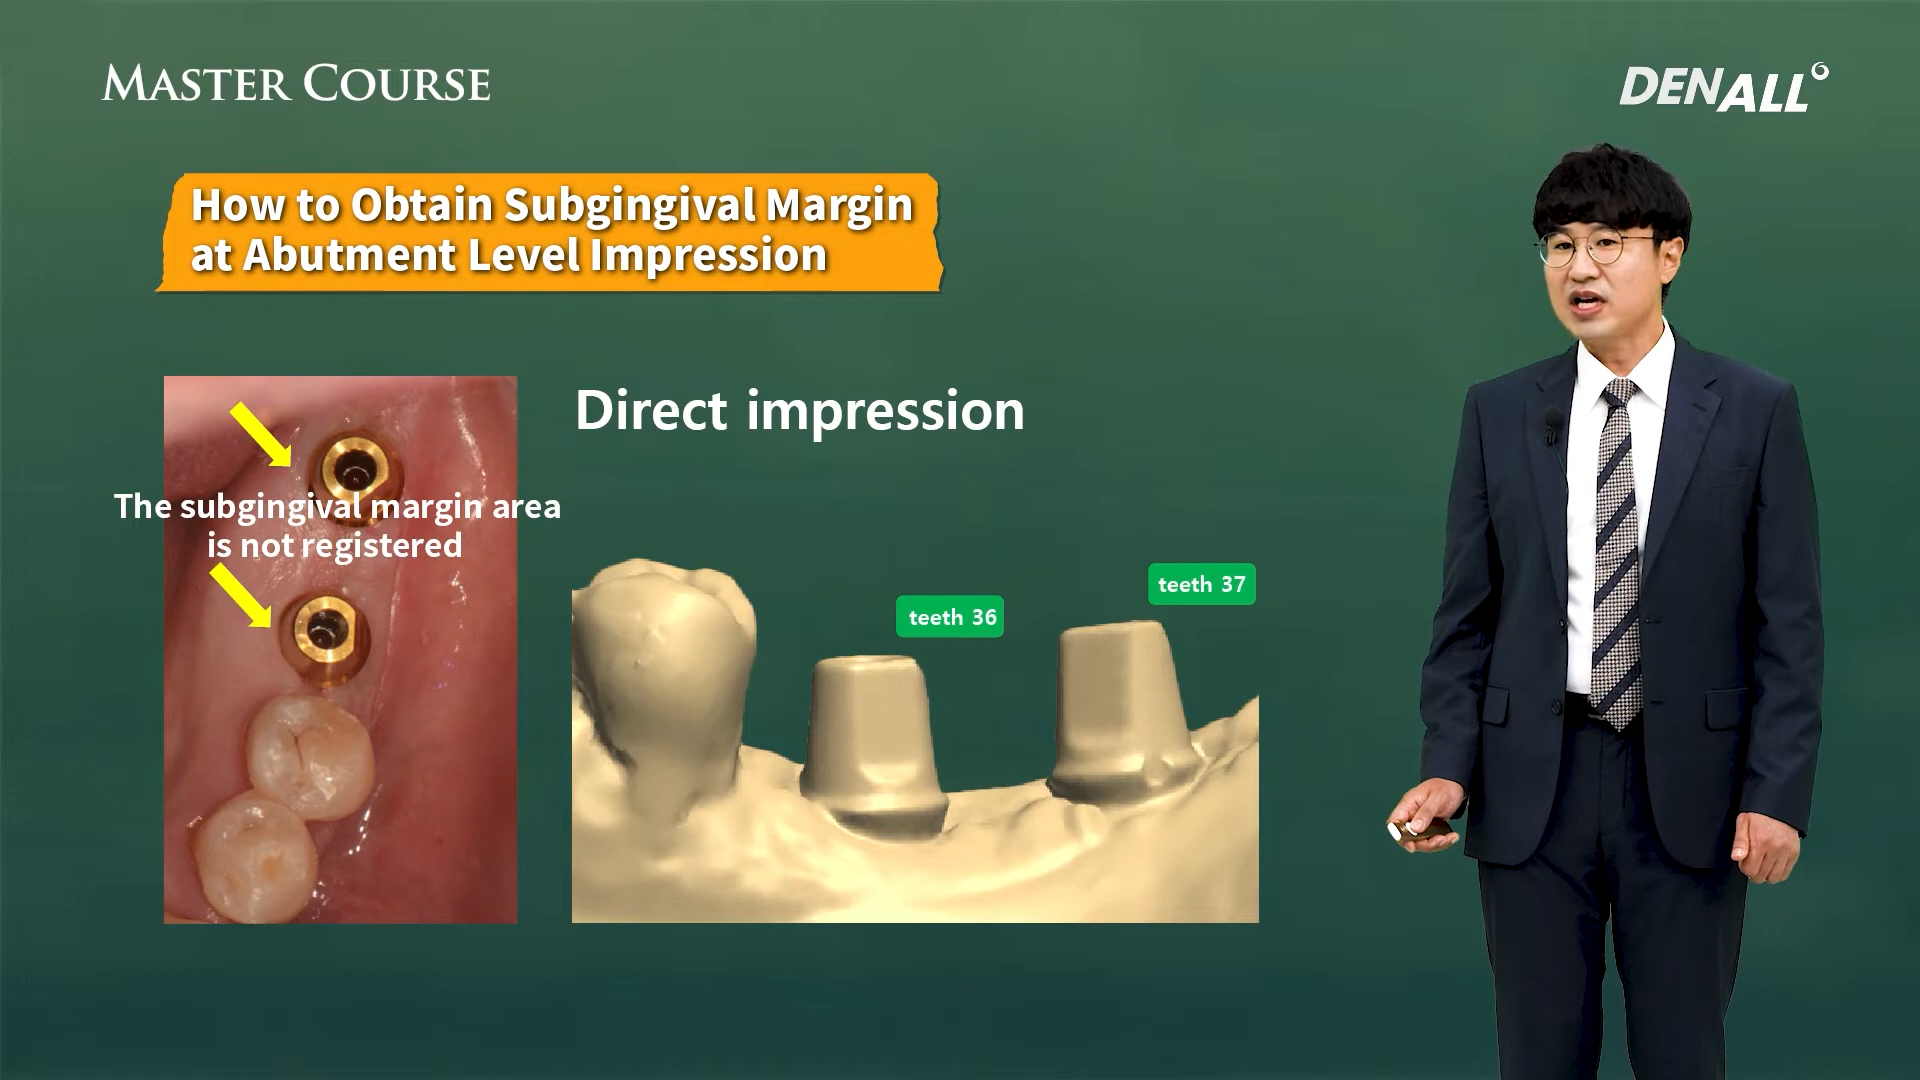 MASTER COURSE
DENALL
How to Obtain Subgingival Margin
at Abutment Level Impression
Direct impression
The subgingival margin area
is not registered
teeth 36
teeth 37